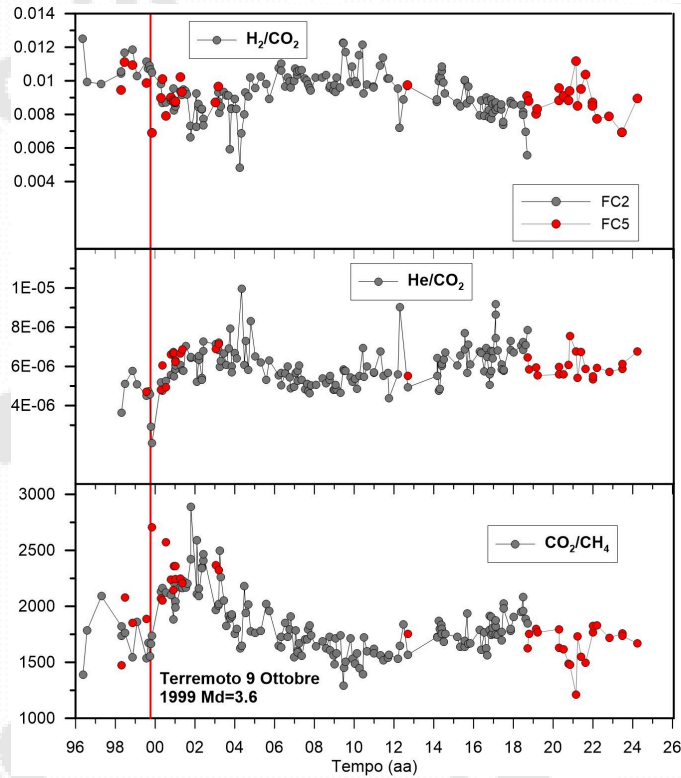 0.014
0.012
0.01
0.008
0.006
0.004
H₂/CO₂
FC2
FC5
1E-05
8E-06
6E-06
4E-06
He/CO₂
3000
2500
2000
1500
1000
CO₂/CH₄
Terremoto 9 Ottobre
1999 Md=3.6
96 98 00 02 04 06 08 10 12 14 16 18 20 22 24 26
Tempo (aa)